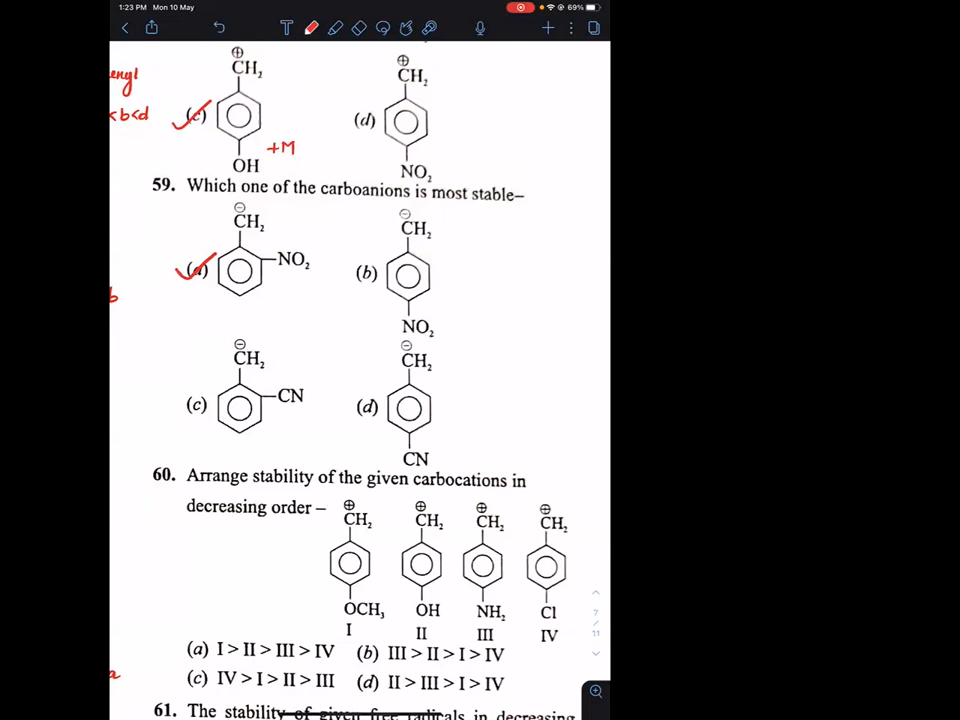 1:23 PM Mon 10 May
69%
CH2
CH2
enyl
<b<d
(c)
+M
OH
(d)
NO2
59. Which one of the carboanions is most stable–
CH2
(a)
NO2
CH2
(b)
NO2
b
CH2
(c)
CN
CH2
(d)
CN
60. Arrange stability of the given carbocations in
decreasing order –
CH2
CH2
CH2
CH2
OCH3
OH
NH2
Cl
I
II
III
IV
7
/
11
(a) I > II > III > IV (b) III > II > I > IV
(c) IV > I > II > III (d) II > III > I > IV
a
61. The stability of given free radicals in decreasing